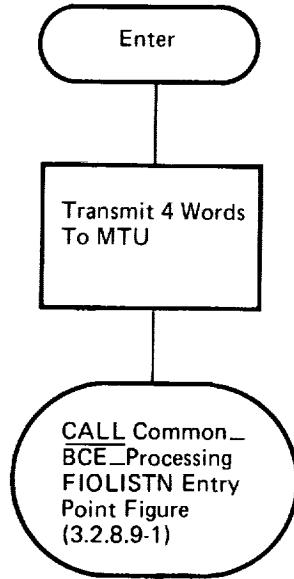 Enter
Transmit 4 Words
To MTU
CALL Common_
BCE_Processing
FIOLISTN Entry
Point Figure
(3.2.8.9-1)